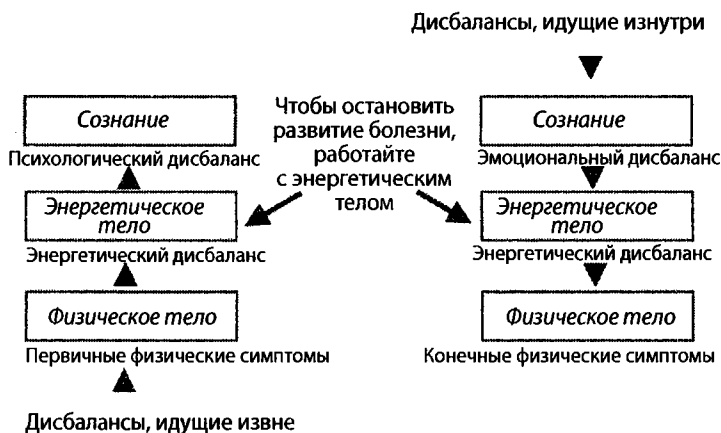 Дисбалансы, идущие изнутри
Сознание
Психологический дисбаланс
Энергетическое
тело
Энергетический дисбаланс
Физическое тело
Первичные физические симптомы
Дисбалансы, идущие извне
Чтобы остановить
развитие болезни,
работайте
с энергетическим
телом
Сознание
Эмоциональный дисбаланс
Энергетическое
тело
Энергетический дисбаланс
Физическое тело
Конечные физические симптомы